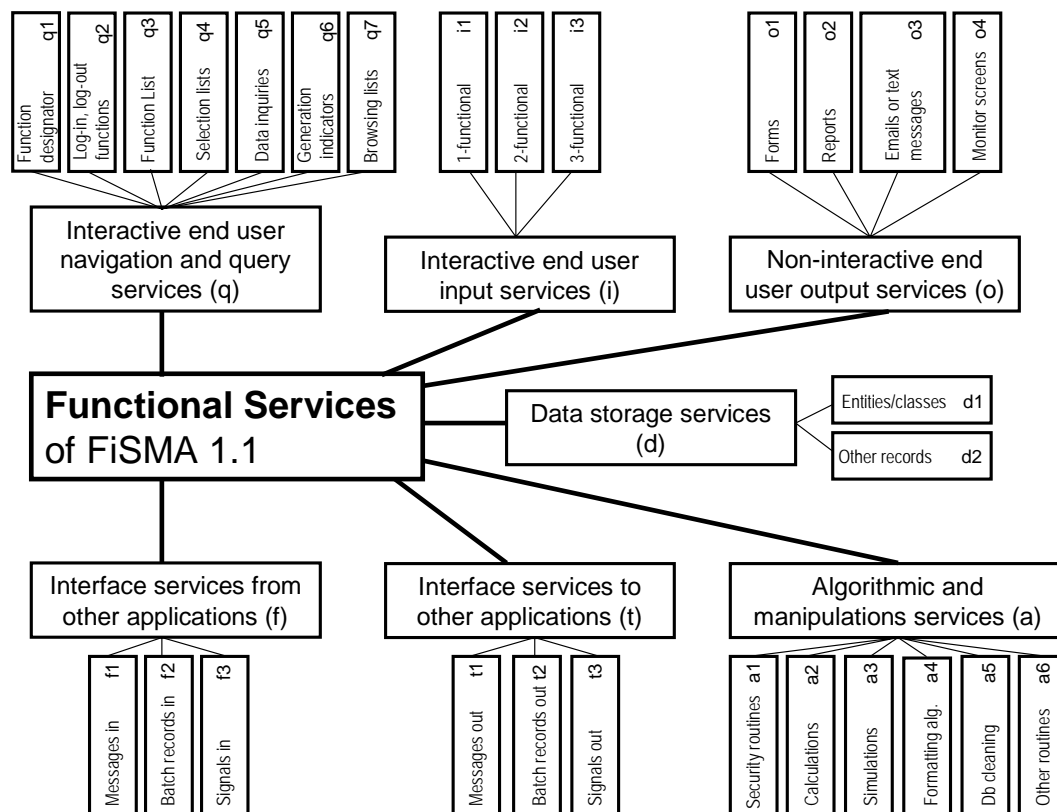 Function
designator q1
Log-in, log-out
functions q2
Function List q3
Selection lists q4
Data inquiries q5
Generation
indicators q6
Browsing lists q7
1-functional i1
2-functional i2
3-functional i3
Forms o1
Reports o2
Emails or text
messages o3
Monitor screens o4
Interactive end user
navigation and query
services (q)
Interactive end user
input services (i)
Non-interactive end
user output services (o)
Functional Services
of FiSMA 1.1
Data storage services
(d)
Entities/classes d1
Other records d2
Interface services from
other applications (f)
Interface services to
other applications (t)
Algorithmic and
manipulations services (a)
Messages in f1
Batch records in f2
Signals in f3
Messages out t1
Batch records out t2
Signals out t3
Security routines a1
Calculations a2
Simulations a3
Formatting alg. a4
Db cleaning a5
Other routines a6